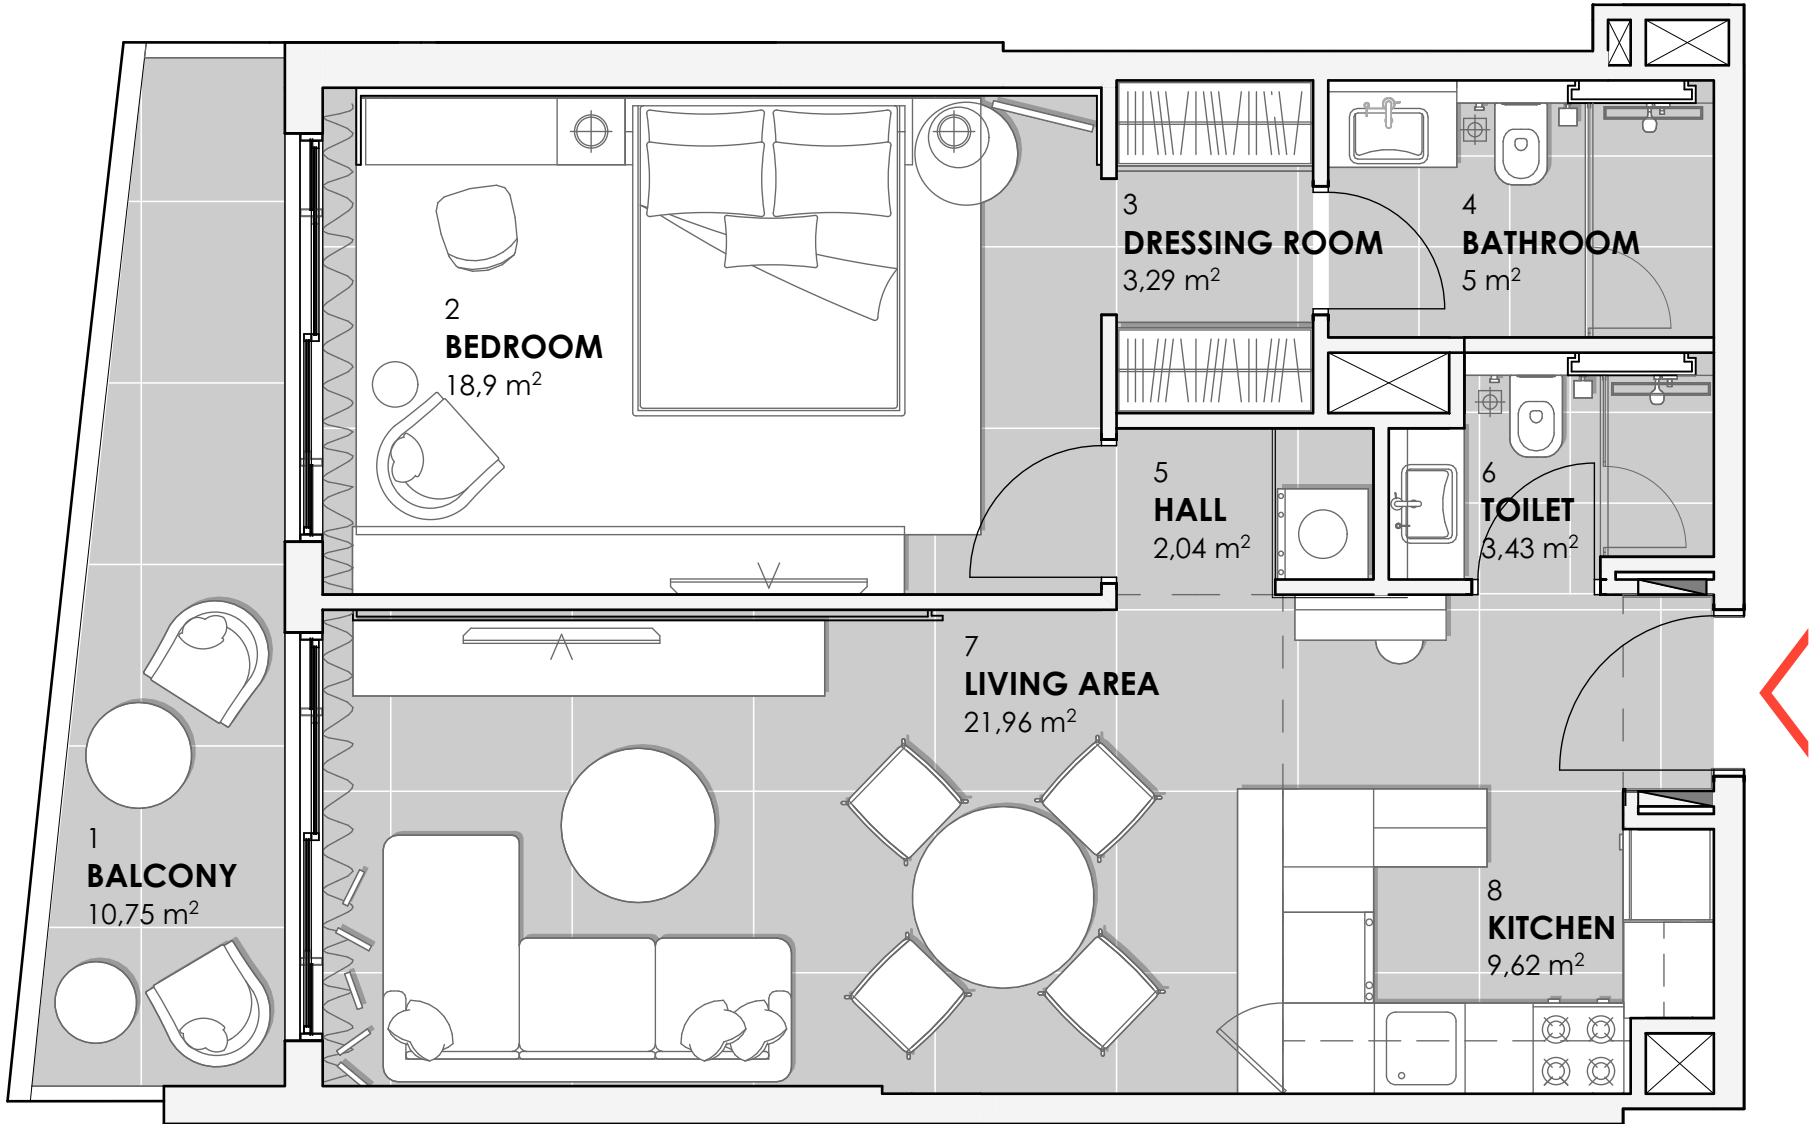 1
BALCONY
10,75 m²
2
BEDROOM
18,9 m²
3
DRESSING ROOM
3,29 m²
4
BATHROOM
5 m²
5
HALL
2,04 m²
6
TOILET
3,43 m²
7
LIVING AREA
21,96 m²
8
KITCHEN
9,62 m²